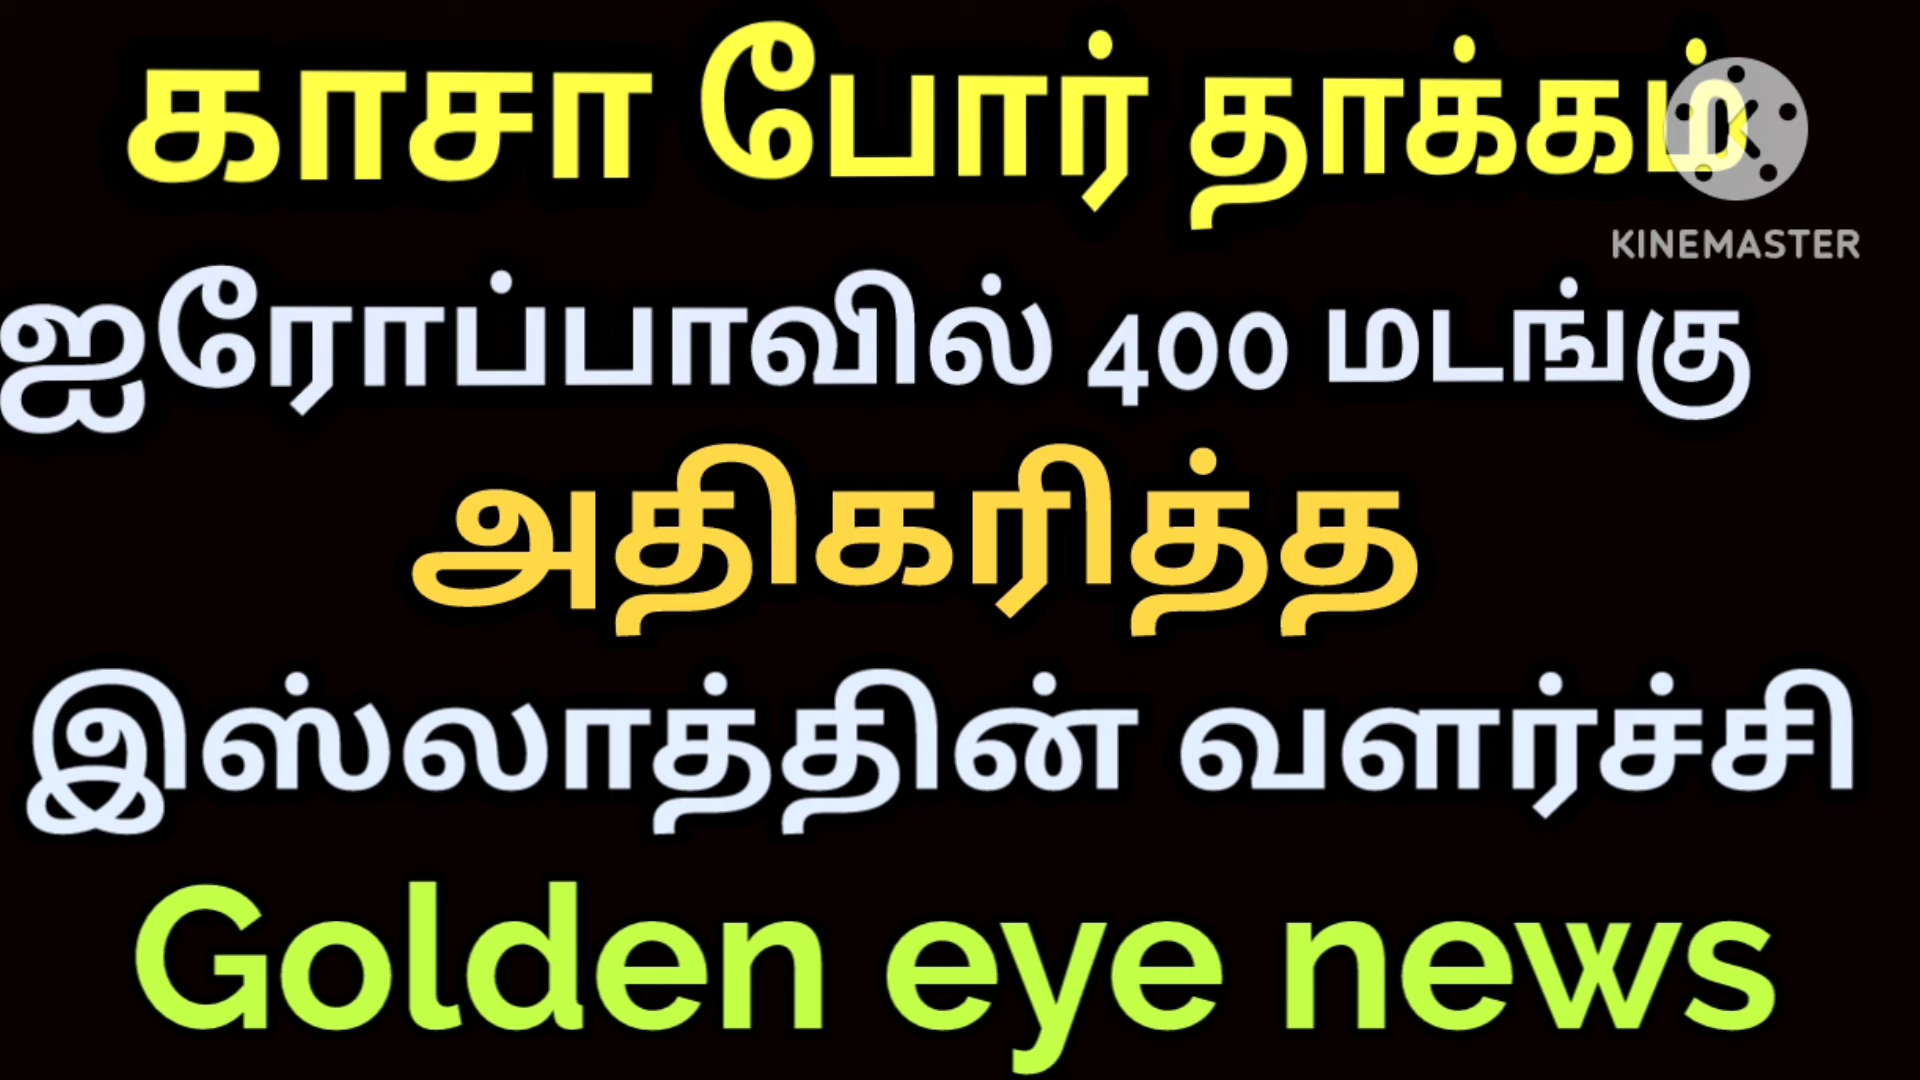 காசா போர் தாக்கம்
KINEMASTER
ஐரோப்பாவில் 400 மடங்கு
அதிகரித்த
இஸ்லாத்தின் வளர்ச்சி
Golden eye news